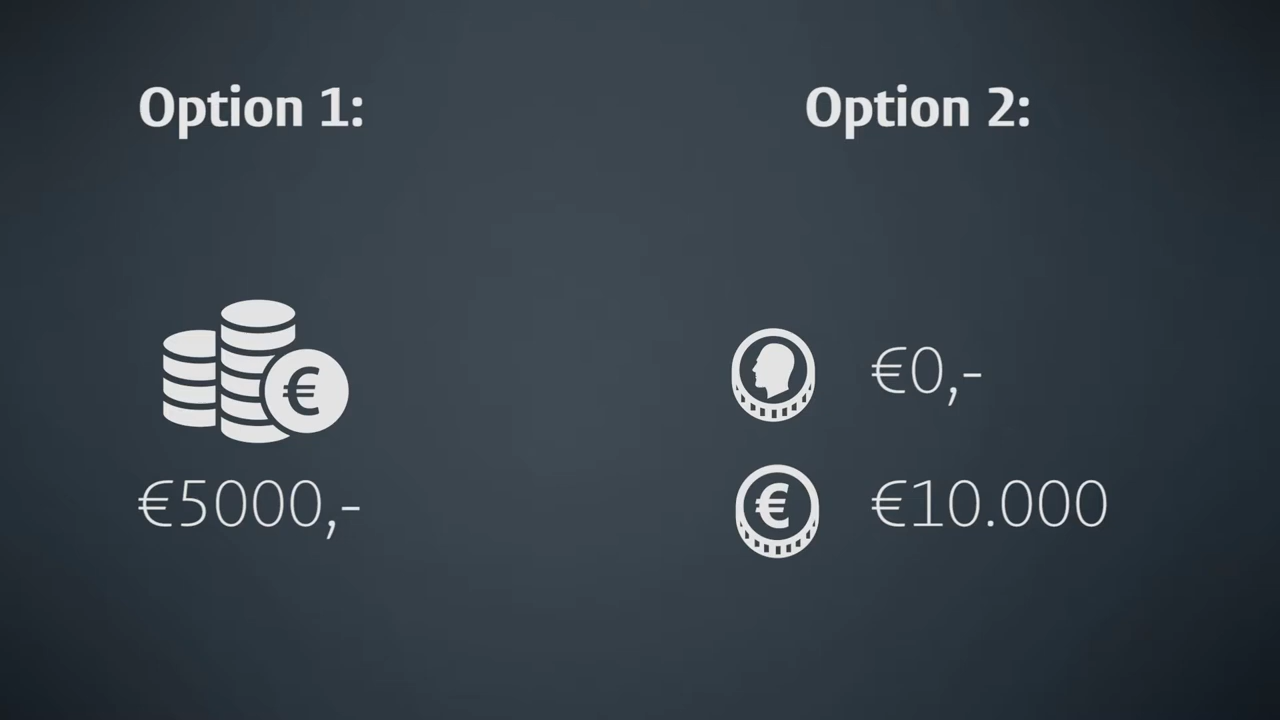 Option 1:
€
€5000,-
Option 2:
€0,-
€
€10.000